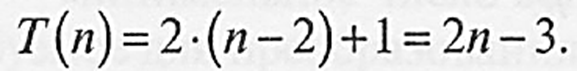 T(n) = 2·(n−2)+1 = 2n−3.